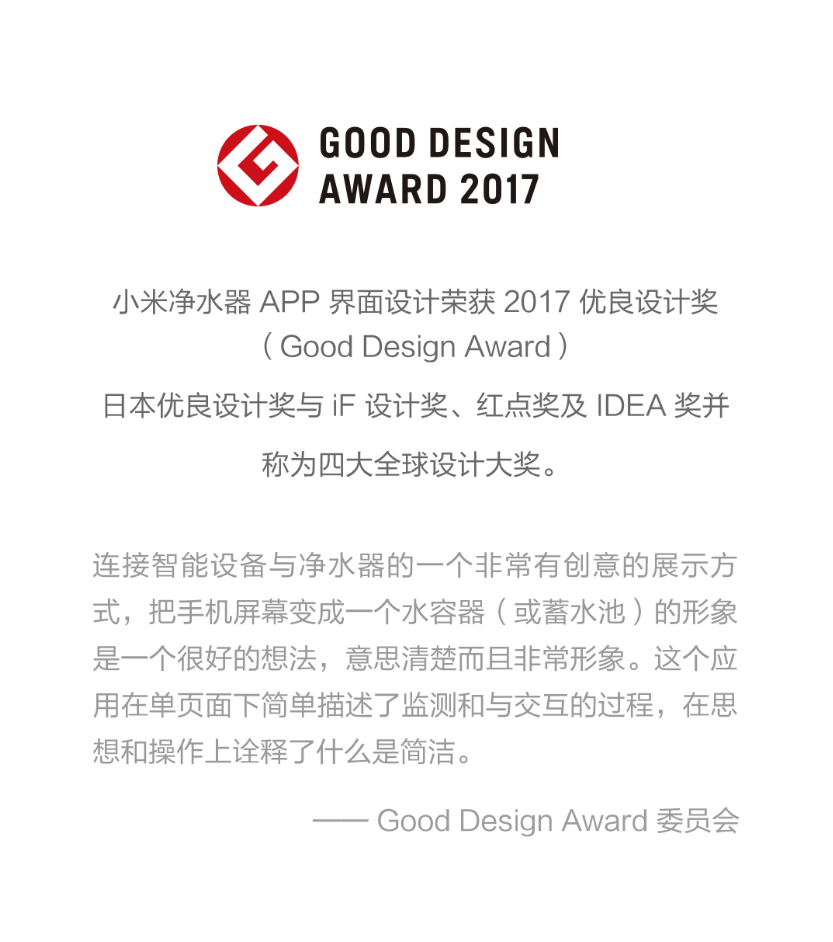 GOOD DESIGN
AWARD 2017
小米净水器 APP 界面设计荣获 2017 优良设计奖
（Good Design Award）
日本优良设计奖与 iF 设计奖、红点奖及 IDEA 奖并
称为四大全球设计大奖。
连接智能设备与净水器的一个非常有创意的展示方
式，把手机屏幕变成一个水容器（或蓄水池）的形象
是一个很好的想法，意思清楚而且非常形象。这个应
用在单页面下简单描述了监测和与交互的过程，在思
想和操作上诠释了什么是简洁。
—— Good Design Award 委员会